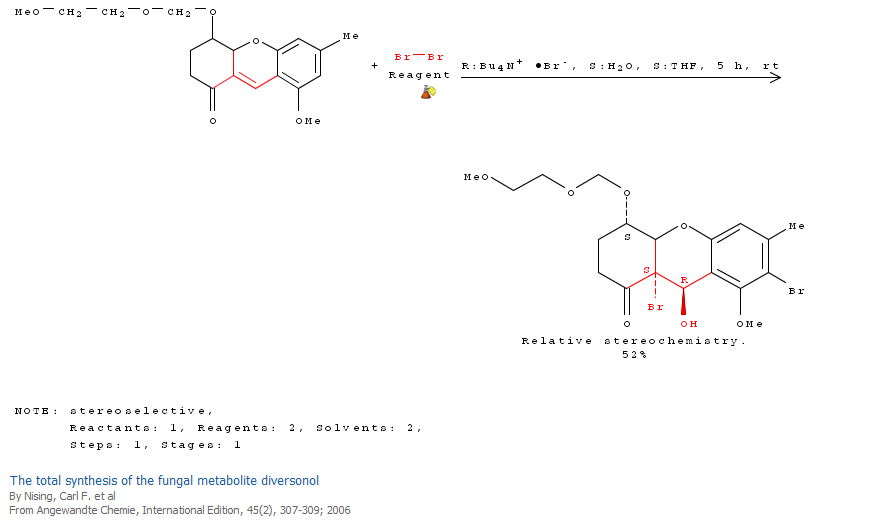 MeO CH2 CH2 O CH2 O
O Me
O OMe
+
Br Br
Reagent
R:Bu4N+ •Br-, S:H2O, S:THF, 5 h, rt
MeO O O
S O Me
S R
Br Br
O OH OMe
Relative stereochemistry.
52%
NOTE: stereoselective,
Reactants: 1, Reagents: 2, Solvents: 2,
Steps: 1, Stages: 1
The total synthesis of the fungal metabolite diversonol
By Nising, Carl F. et al
From Angewandte Chemie, International Edition, 45(2), 307-309; 2006